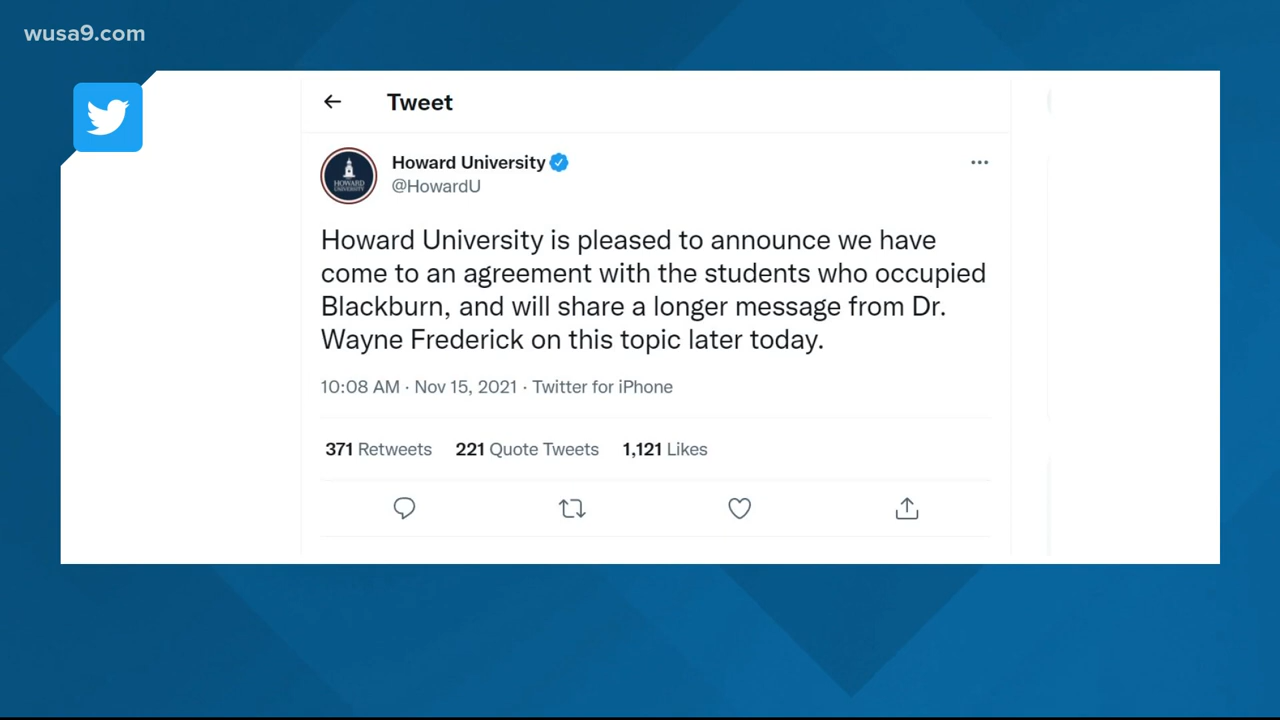 wusa9.com
Tweet
Howard University
@HowardU
HOWARD
UNIVERSITY
Howard University is pleased to announce we have
come to an agreement with the students who occupied
Blackburn, and will share a longer message from Dr.
Wayne Frederick on this topic later today.
10:08 AM · Nov 15, 2021 · Twitter for iPhone
371 Retweets 221 Quote Tweets 1,121 Likes